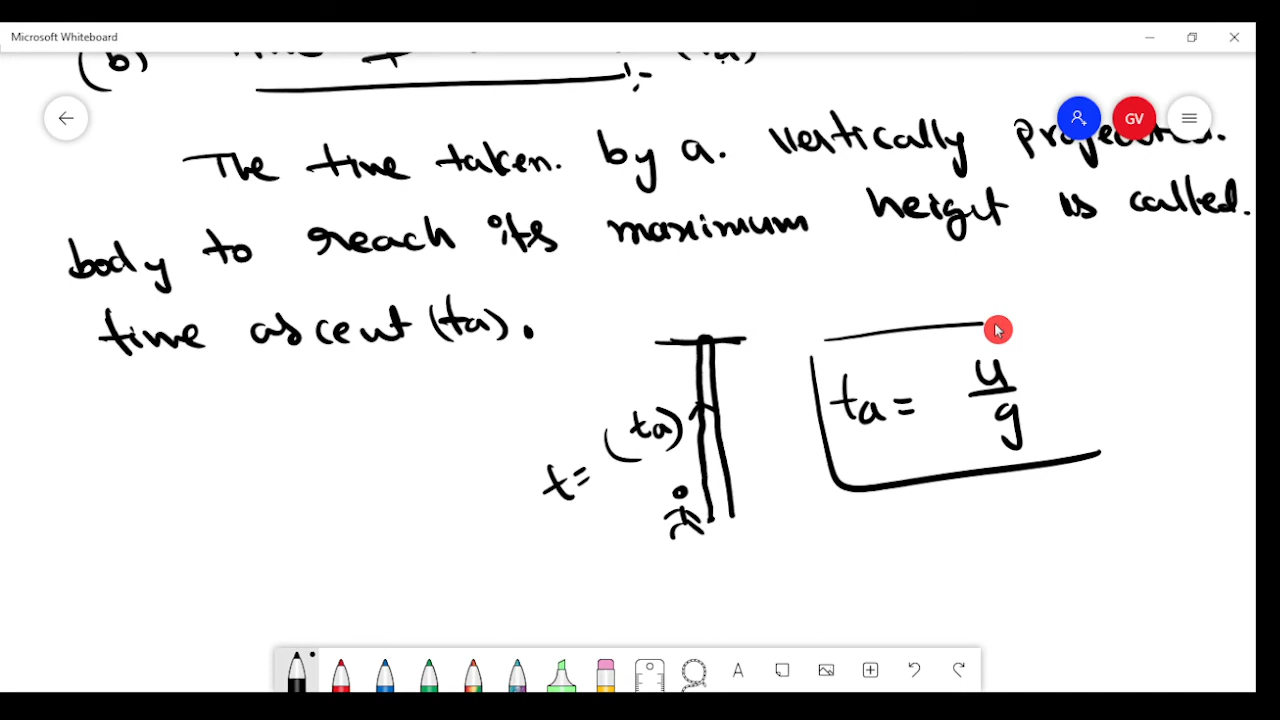 Microsoft Whiteboard
(b)
GV
The time taken. by a. vertically projected.
body to reach its maximum height is called.
time ascent (ta).
t= (ta)
ta = u/g
A